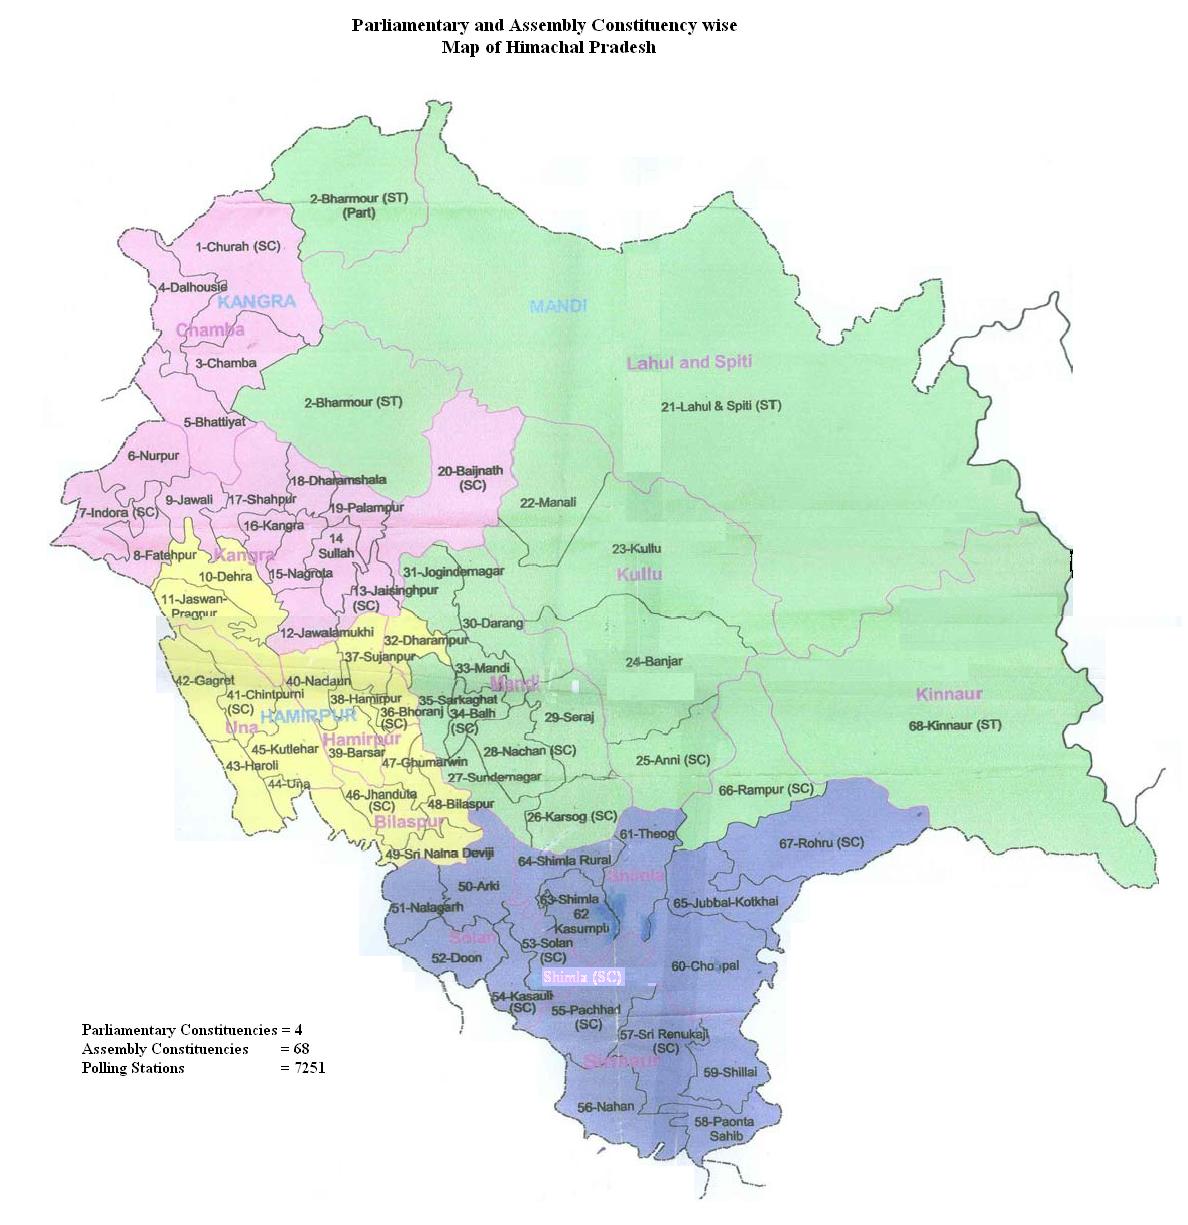 Parliamentary and Assembly Constituency wise
Map of Himachal Pradesh
2-Bharmour (ST)
(Part)
1-Churah (SC)
4-Dalhousie
KANGRA
MANDI
Chamba
3-Chamba
Lahul and Spiti
2-Bharmour (ST)
21-Lahul & Spiti (ST)
5-Bhattiyat
6-Nurpur
20-Baijnath
(SC)
18-Dharamshala
9-Jawali
17-Shahpur
22-Manali
19-Palampur
7-Indora (SC)
16-Kangra
14
Sullah
23-Kullu
8-Fatehpur
Kangra
10-Dehra
15-Nagrota
31-Jogindernagar
Kullu
13-Jaisinghpur
(SC)
11-Jaswan-
Pragpur
30-Darang
12-Jawalamukhi
32-Dharampur
37-Sujanpur
24-Banjar
33-Mandi
42-Gagret
40-Nadaun
Mandi
41-Chintpurni
(SC)
38-Hamirpur
35-Sarkaghat
Kinnaur
36-Bhoranj
(SC)
34-Balh
(SC)
29-Seraj
HAMIRPUR
68-Kinnaur (ST)
Una
Hamirpur
45-Kutlehar
39-Barsar
28-Nachan (SC)
43-Haroli
47-Ghumarwin
25-Anni (SC)
44-Una
27-Sundernagar
46-Jhanduta
(SC)
66-Rampur (SC)
48-Bilaspur
26-Karsog (SC)
Bilaspur
61-Theog
67-Rohru (SC)
49-Sri Naina Deviji
64-Shimla Rural
Shimla
50-Arki
63-Shimla
65-Jubbal-Kotkhai
51-Nalagarh
62
Kasumpti
Solan
53-Solan
(SC)
52-Doon
60-Chopal
Shimla (SC)
54-Kasauli
(SC)
55-Pachhad
(SC)
57-Sri Renukaji
(SC)
Sirmaur
59-Shillai
56-Nahan
58-Paonta
Sahib
Parliamentary Constituencies = 4
Assembly Constituencies = 68
Polling Stations = 7251